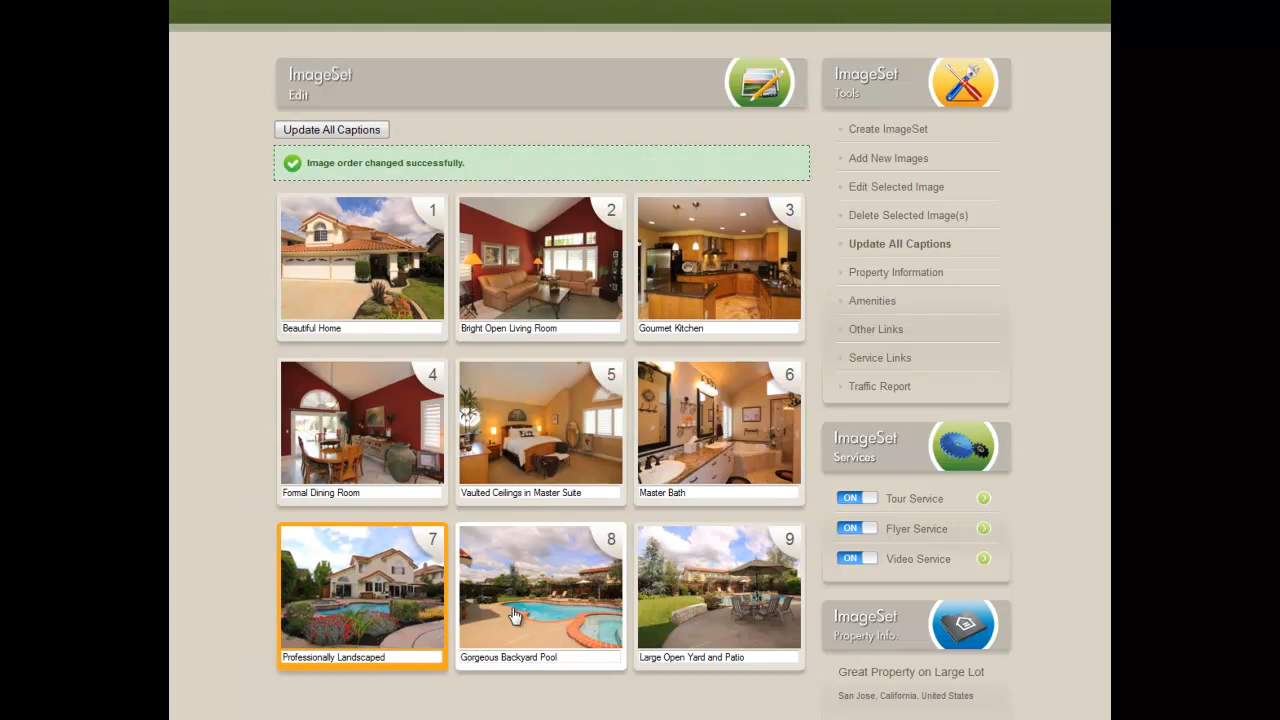 ImageSet
Edit
Update All Captions
Image order changed successfully.
1
2
3
Beautiful Home
Bright Open Living Room
Gourmet Kitchen
4
5
6
Formal Dining Room
Vaulted Ceilings in Master Suite
Master Bath
7
8
9
Professionally Landscaped
Gorgeous Backyard Pool
Large Open Yard and Patio
ImageSet
Tools
Create ImageSet
Add New Images
Edit Selected Image
Delete Selected Image(s)
Update All Captions
Property Information
Amenities
Other Links
Service Links
Traffic Report
ImageSet
Services
ON Tour Service
ON Flyer Service
ON Video Service
ImageSet
Property Info.
Great Property on Large Lot
San Jose, California, United States